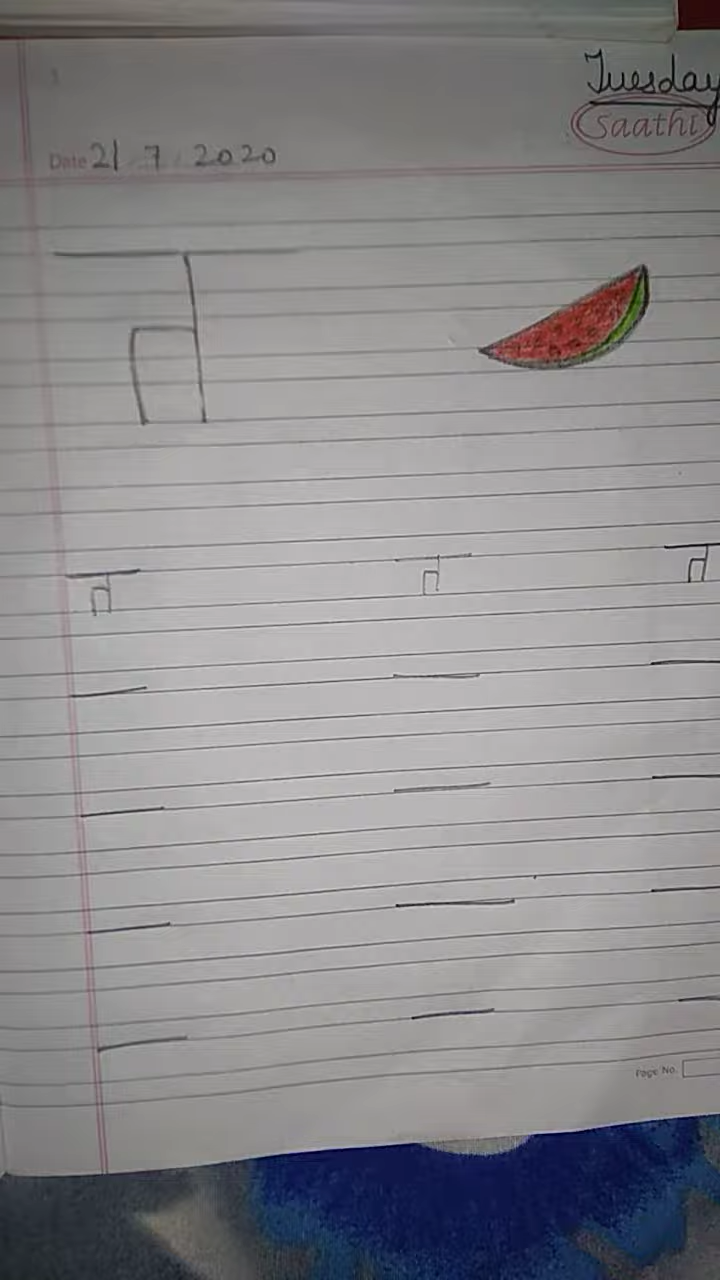 Tuesday
Saathi
Date 21 7 2020
त
त त त
Page No.